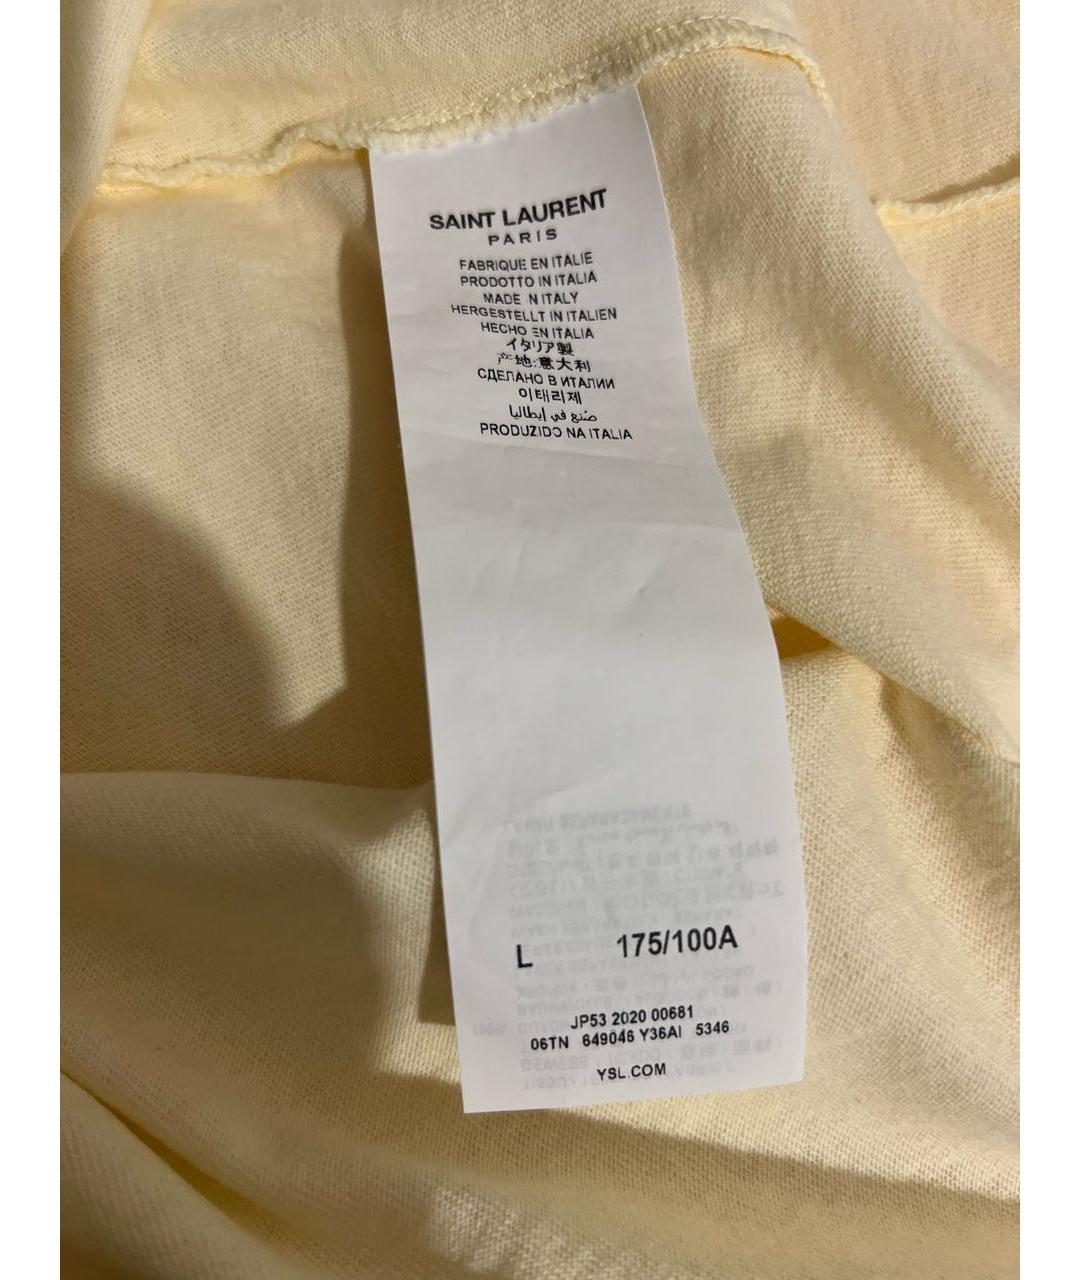 SAINT LAURENT
PARIS
FABRIQUE EN ITALIE
PRODOTTO IN ITALIA
MADE IN ITALY
HERGESTELLT IN ITALIEN
HECHO EN ITALIA
イタリア製
产地:意大利
СДЕЛАНО В ИТАЛИИ
이태리제
صُنع في إيطاليا
PRODUZIDO NA ITALIA
L 175/100A
JP53 2020 00681
06TN 649046 Y36AI 5346
YSL.COM